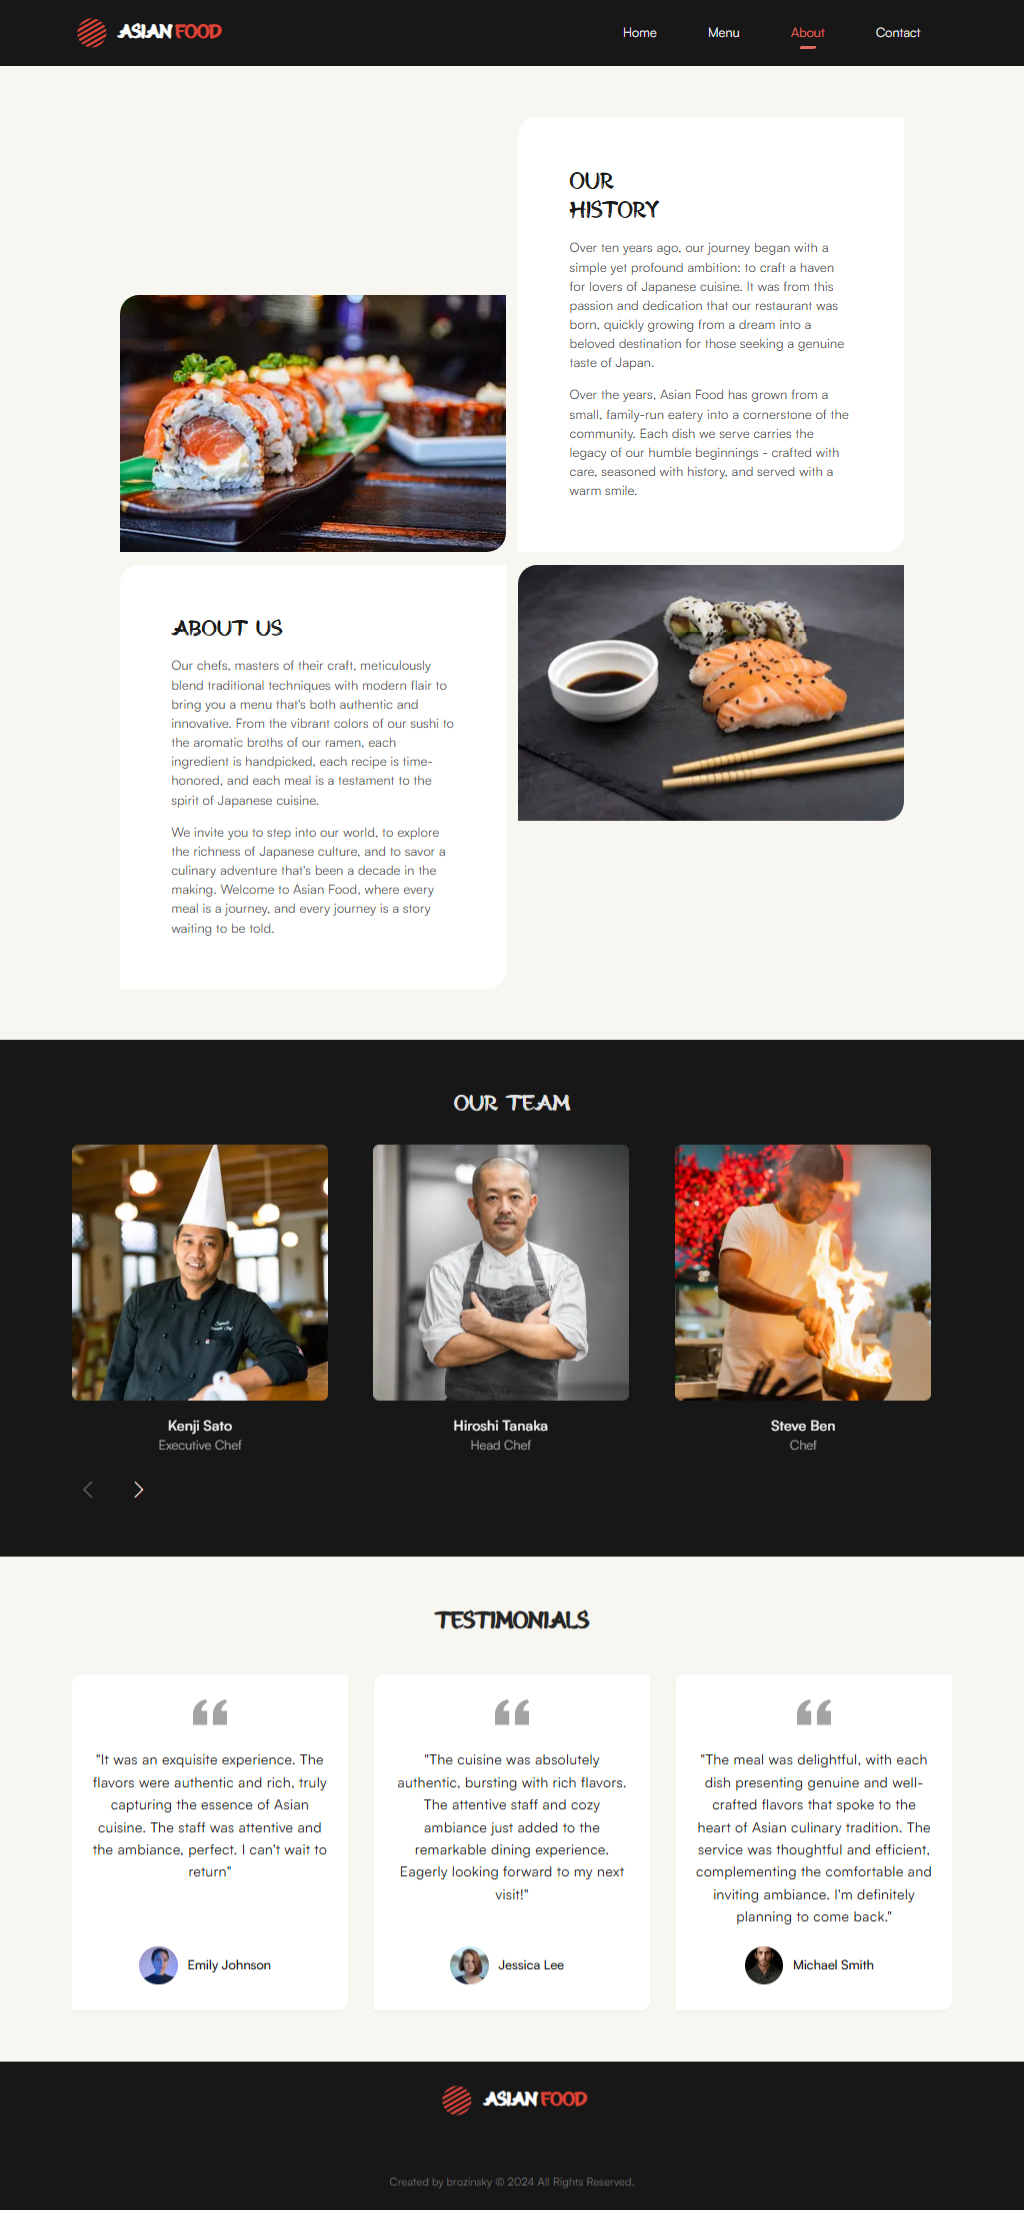 ASIAN FOOD
Home Menu About Contact
OUR
HISTORY
Over ten years ago, our journey began with a
simple yet profound ambition: to craft a haven
for lovers of Japanese cuisine. It was from this
passion and dedication that our restaurant was
born, quickly growing from a dream into a
beloved destination for those seeking a genuine
taste of Japan.
Over the years, Asian Food has grown from a
small, family-run eatery into a cornerstone of the
community. Each dish we serve carries the
legacy of our humble beginnings - crafted with
care, seasoned with history, and served with a
warm smile.
ABOUT US
Our chefs, masters of their craft, meticulously
blend traditional techniques with modern flair to
bring you a menu that's both authentic and
innovative. From the vibrant colors of our sushi to
the aromatic broths of our ramen, each
ingredient is handpicked, each recipe is time-
honored, and each meal is a testament to the
spirit of Japanese cuisine.
We invite you to step into our world, to explore
the richness of Japanese culture, and to savor a
culinary adventure that's been a decade in the
making. Welcome to Asian Food, where every
meal is a journey, and every journey is a story
waiting to be told.
OUR TEAM
Kenji Sato
Executive Chef
Hiroshi Tanaka
Head Chef
Steve Ben
Chef
TESTIMONIALS
"It was an exquisite experience. The
flavors were authentic and rich, truly
capturing the essence of Asian
cuisine. The staff was attentive and
the ambiance, perfect. I can't wait to
return"
Emily Johnson
"The cuisine was absolutely
authentic, bursting with rich flavors.
The attentive staff and cozy
ambiance just added to the
remarkable dining experience.
Eagerly looking forward to my next
visit!"
Jessica Lee
"The meal was delightful, with each
dish presenting genuine and well-
crafted flavors that spoke to the
heart of Asian culinary tradition. The
service was thoughtful and efficient,
complementing the comfortable and
inviting ambiance. I'm definitely
planning to come back."
Michael Smith
ASIAN FOOD
Created by brozinsky © 2024 All Rights Reserved.